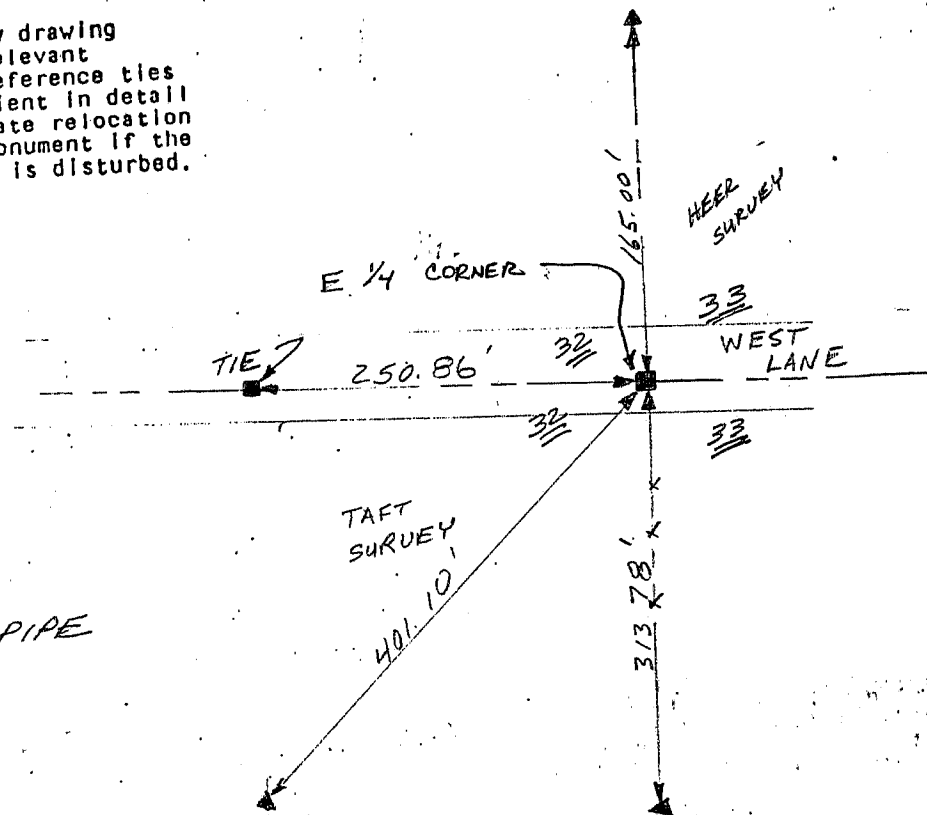 drawing
levant
eference ties
ient in detail
ate relocation
onument if the
is disturbed.
165.00'
HEER
SURVEY
E 1/4 CORNER
33
WEST
LANE
TIE
250.86'
32
32
33
TAFT
SURVEY
401.10'
313.78'
PIPE